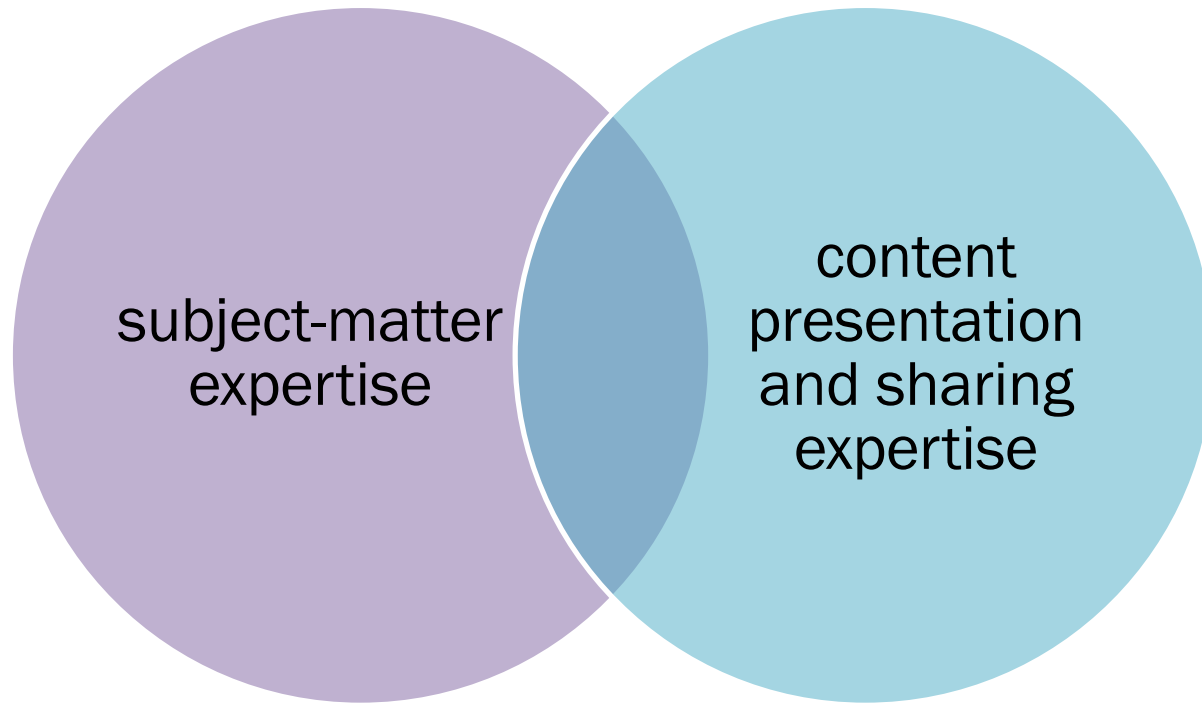 subject-matter
expertise
content
presentation
and sharing
expertise